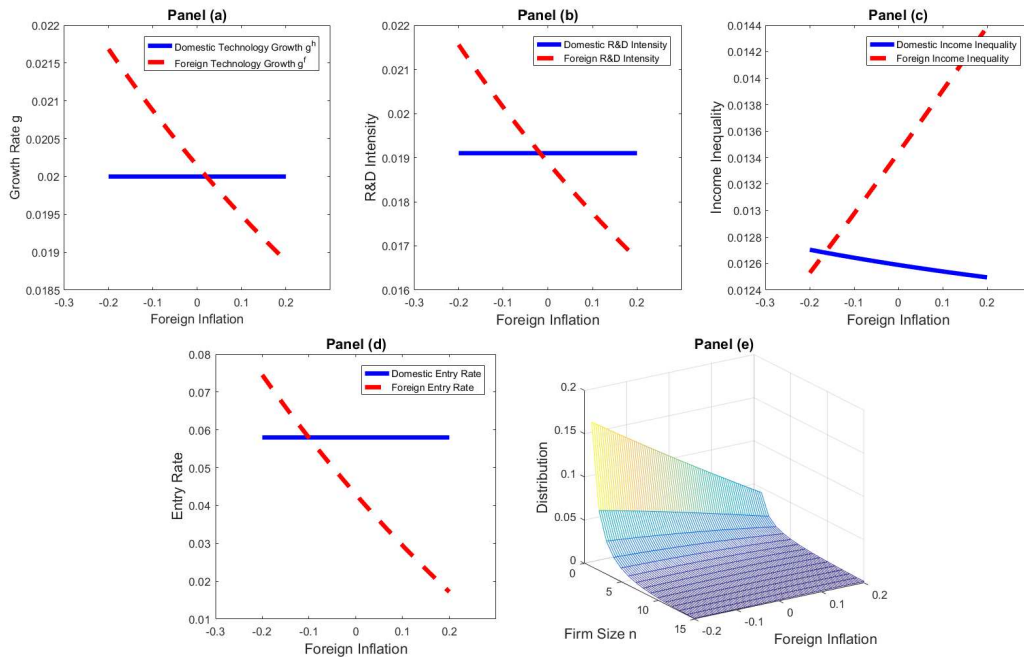 Panel (a)
0.022
0.0215
0.021
0.0205
0.02
0.0195
0.019
0.0185
Growth Rate g
Domestic Technology Growth g^h
Foreign Technology Growth g^f
-0.3 -0.2 -0.1 0 0.1 0.2
Foreign Inflation
Panel (b)
0.022
0.021
0.02
0.019
0.018
0.017
0.016
R&D Intensity
Domestic R&D Intensity
Foreign R&D Intensity
-0.3 -0.2 -0.1 0 0.1 0.2
Foreign Inflation
Panel (c)
0.0144
0.0142
0.014
0.0138
0.0136
0.0134
0.0132
0.013
0.0128
0.0126
0.0124
Income Inequality
Domestic Income Inequality
Foreign Income Inequality
-0.3 -0.2 -0.1 0 0.1 0.2
Foreign Inflation
Panel (d)
0.08
0.07
0.06
0.05
0.04
0.03
0.02
0.01
Entry Rate
Domestic Entry Rate
Foreign Entry Rate
-0.3 -0.2 -0.1 0 0.1 0.2
Foreign Inflation
Panel (e)
0.2
0.15
0.1
0.05
0
Distribution
0 5 10 15
Firm Size n
-0.2 -0.1 0 0.1 0.2
Foreign Inflation